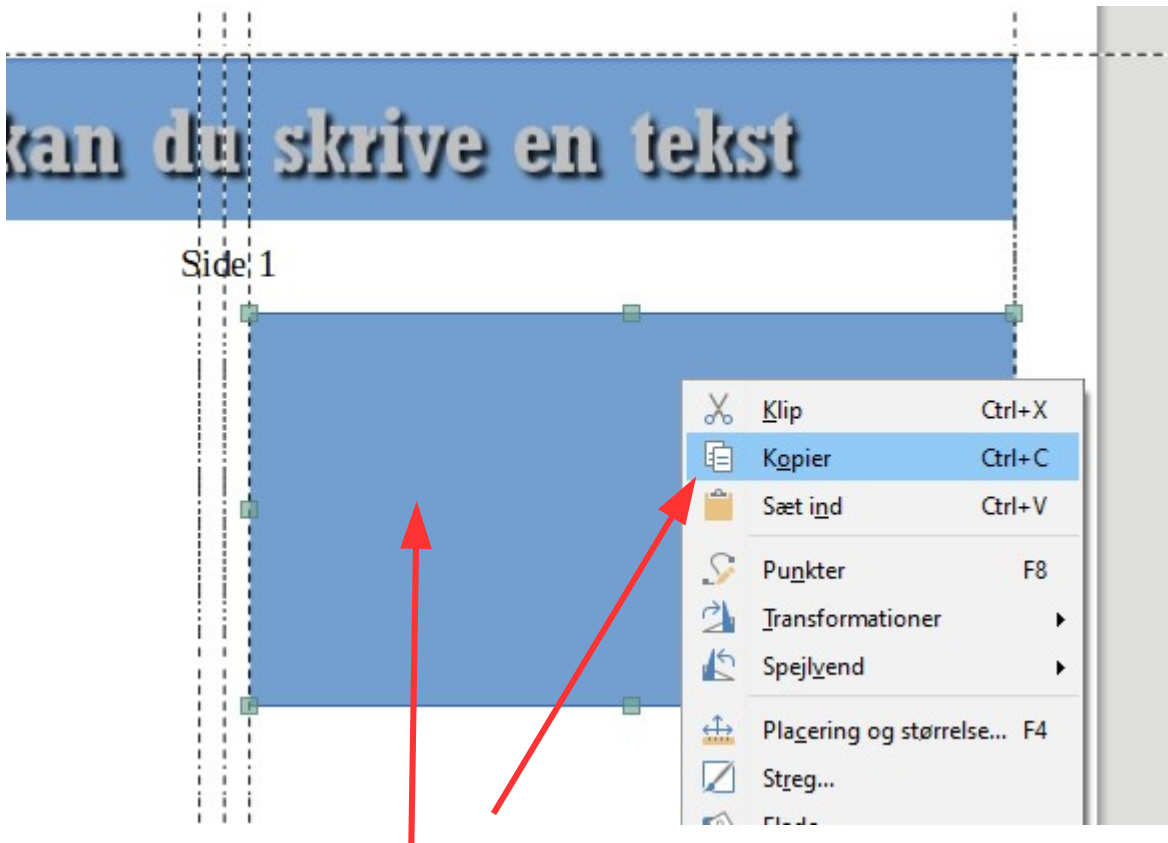 kan du skrive en tekst
Side 1
Klip Ctrl+X
Kopier Ctrl+C
Sæt ind Ctrl+V
Punkter F8
Transformationer
Spejlvend
Placering og størrelse... F4
Streg...